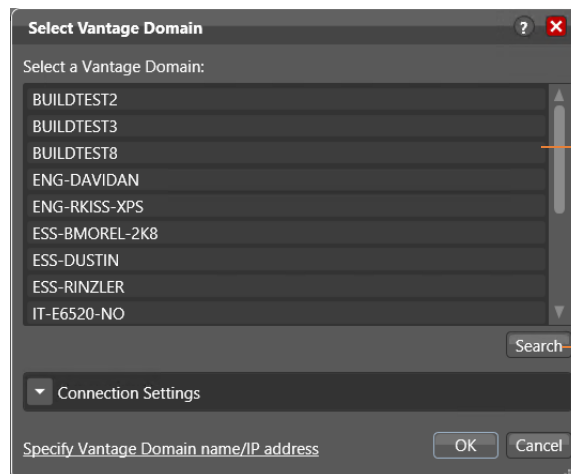 Select Vantage Domain
?
Select a Vantage Domain:
BUILDTEST2
BUILDTEST3
BUILDTEST8
ENG-DAVIDAN
ENG-RKISS-XPS
ESS-BMOREL-2K8
ESS-DUSTIN
ESS-RINZLER
IT-E6520-NO
Search
Connection Settings
Specify Vantage Domain name/IP address
OK
Cancel